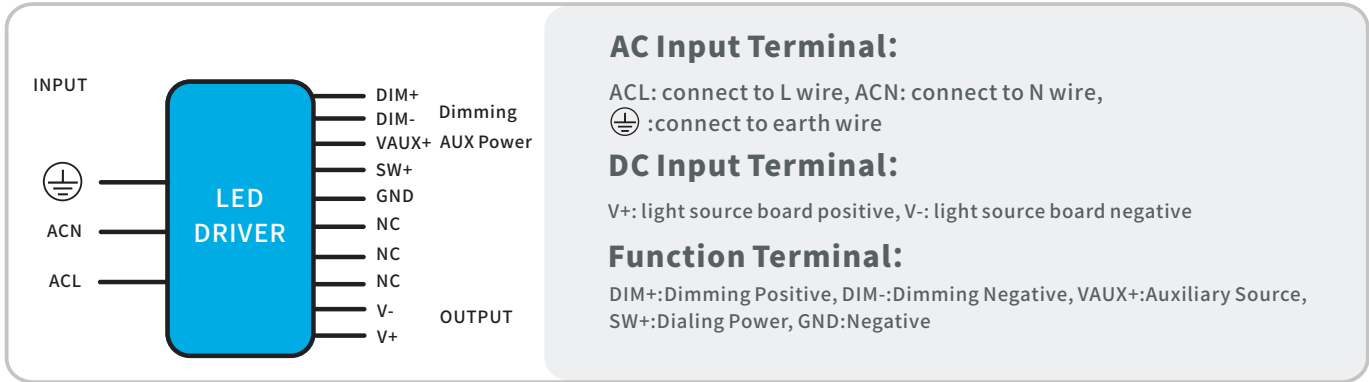 INPUT
ACN
ACL
LED
DRIVER
DIM+
DIM-
Dimming
VAUX+ AUX Power
SW+
GND
NC
NC
NC
V-
V+
OUTPUT
AC Input Terminal:
ACL: connect to L wire, ACN: connect to N wire,
:connect to earth wire
DC Input Terminal:
V+: light source board positive, V-: light source board negative
Function Terminal:
DIM+:Dimming Positive, DIM-:Dimming Negative, VAUX+:Auxiliary Source,
SW+:Dialing Power, GND:Negative